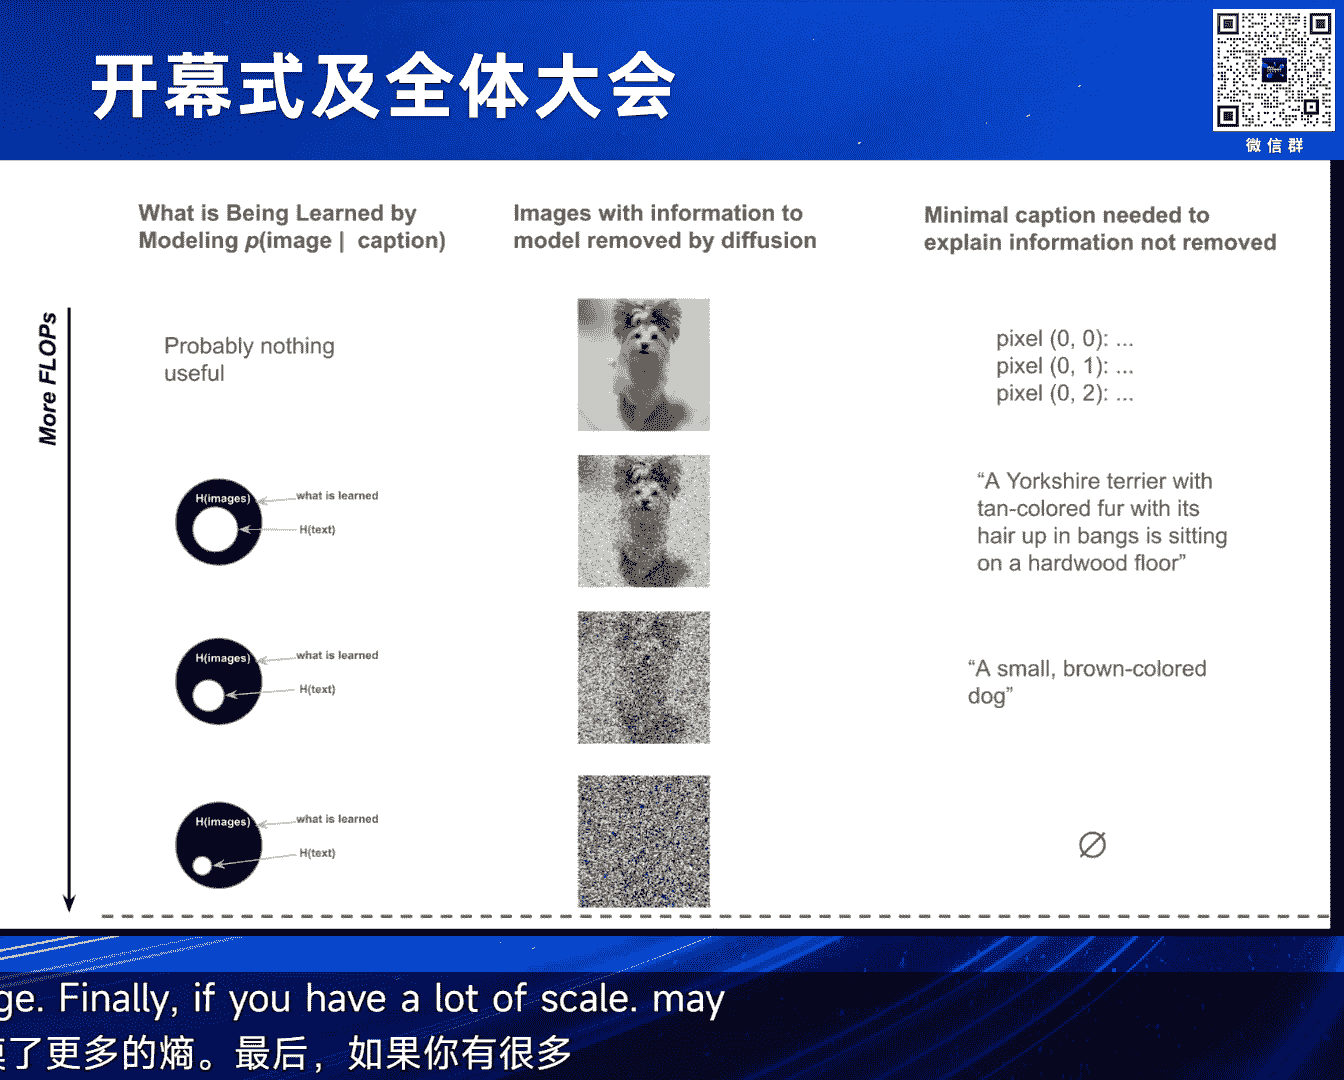 开幕式及全体大会
微信群
What is Being Learned by
Modeling p(image | caption)
Images with information to
model removed by diffusion
Minimal caption needed to
explain information not removed
More FLOPs
Probably nothing
useful
pixel (0, 0): ...
pixel (0, 1): ...
pixel (0, 2): ...
H(images)
what is learned
H(text)
“A Yorkshire terrier with
tan-colored fur with its
hair up in bangs is sitting
on a hardwood floor”
H(images)
what is learned
H(text)
“A small, brown-colored
dog”
H(images)
what is learned
H(text)
∅
ge. Finally, if you have a lot of scale. may
了更多的熵。最后，如果你有很多